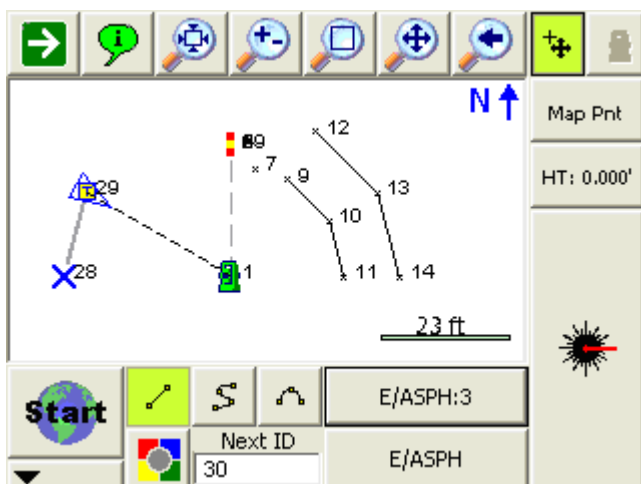 N
12
9
7
9
13
29
10
28
1
11
14
23 ft
Map Pnt
HT: 0.000'
Start
E/ASPH:3
Next ID
30
E/ASPH